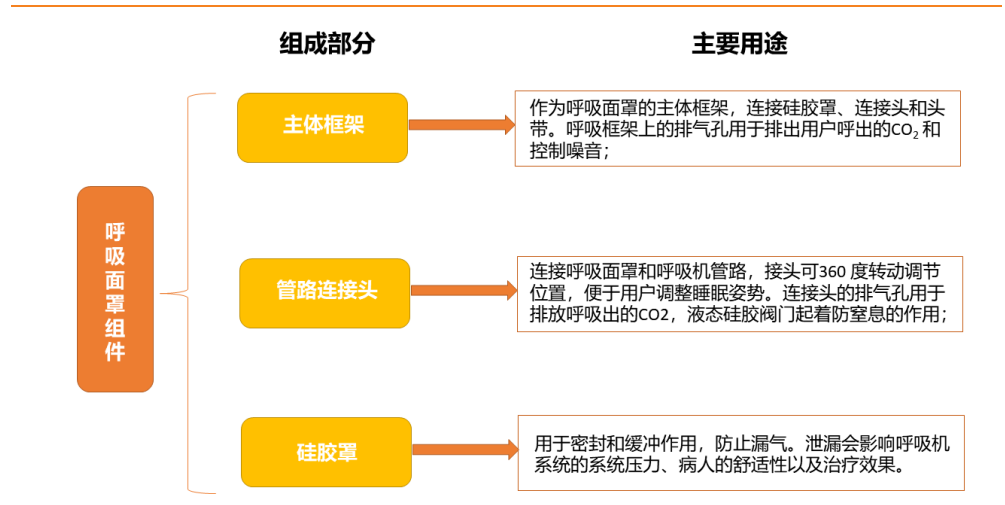 组成部分
主要用途
呼吸面罩组件
主体框架
作为呼吸面罩的主体框架，连接硅胶罩、连接头和头
带。呼吸框架上的排气孔用于排出用户呼出的CO₂和
控制噪音；
管路连接头
连接呼吸面罩和呼吸机管路，接头可360 度转动调节
位置，便于用户调整睡眠姿势。连接头的排气孔用于
排放呼吸出的CO2，液态硅胶阀门起着防窒息的作用；
硅胶罩
用于密封和缓冲作用，防止漏气。泄漏会影响呼吸机
系统的系统压力、病人的舒适性以及治疗效果。